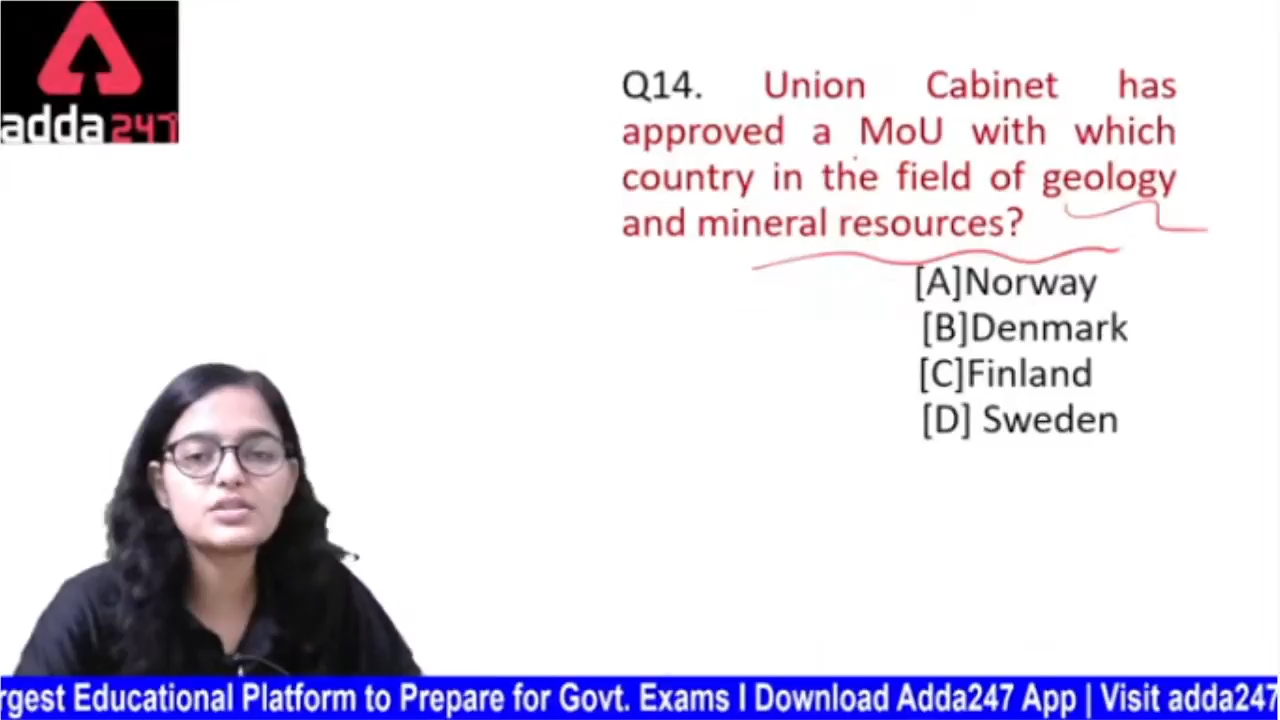 adda247
Q14. Union Cabinet has
approved a MoU with which
country in the field of geology
and mineral resources?
[A]Norway
[B]Denmark
[C]Finland
[D] Sweden
rgest Educational Platform to Prepare for Govt. Exams I Download Adda247 App | Visit adda247